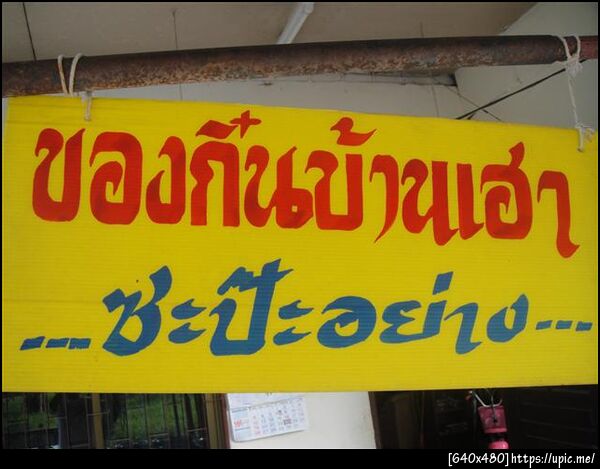 ของกิ๋นบ้านเฮา
---ซะป๊ะอย่าง---
[640x480]https://upic.me/